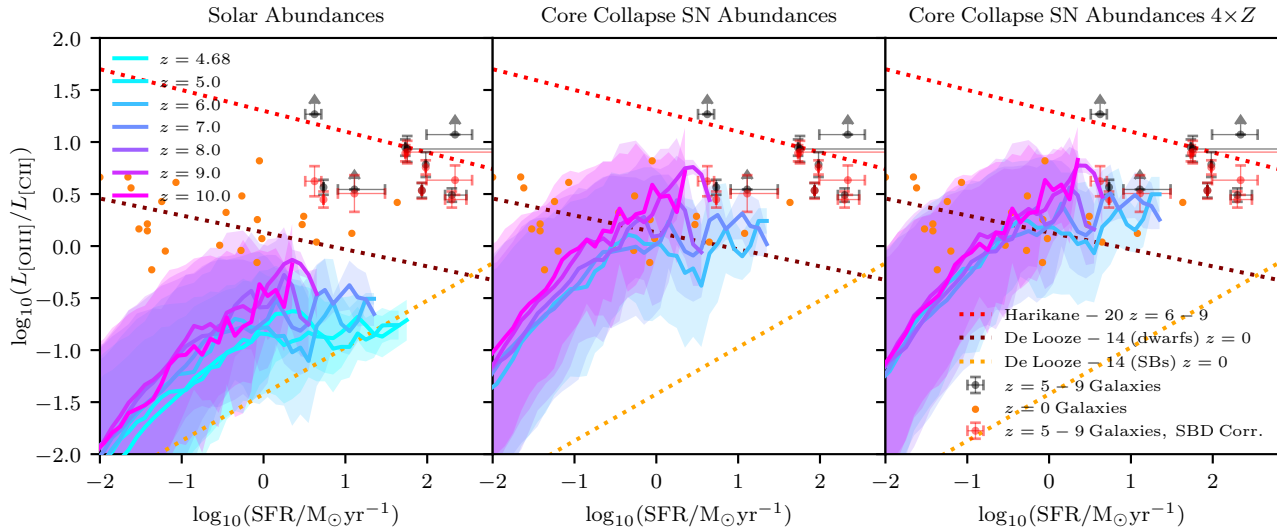 Solar Abundances
Core Collapse SN Abundances
Core Collapse SN Abundances 4×Z
log₁₀(L[OIII]/L[CII])
2.0
1.5
1.0
0.5
0.0
−0.5
−1.0
−1.5
−2.0
z = 4.68
z = 5.0
z = 6.0
z = 7.0
z = 8.0
z = 9.0
z = 10.0
Harikane − 20 z = 6 − 9
De Looze − 14 (dwarfs) z = 0
De Looze − 14 (SBs) z = 0
z = 5 − 9 Galaxies
z = 0 Galaxies
z = 5 − 9 Galaxies, SBD Corr.
−2 −1 0 1 2
−2 −1 0 1 2
−2 −1 0 1 2
log₁₀(SFR/M⊙yr⁻¹)
log₁₀(SFR/M⊙yr⁻¹)
log₁₀(SFR/M⊙yr⁻¹)